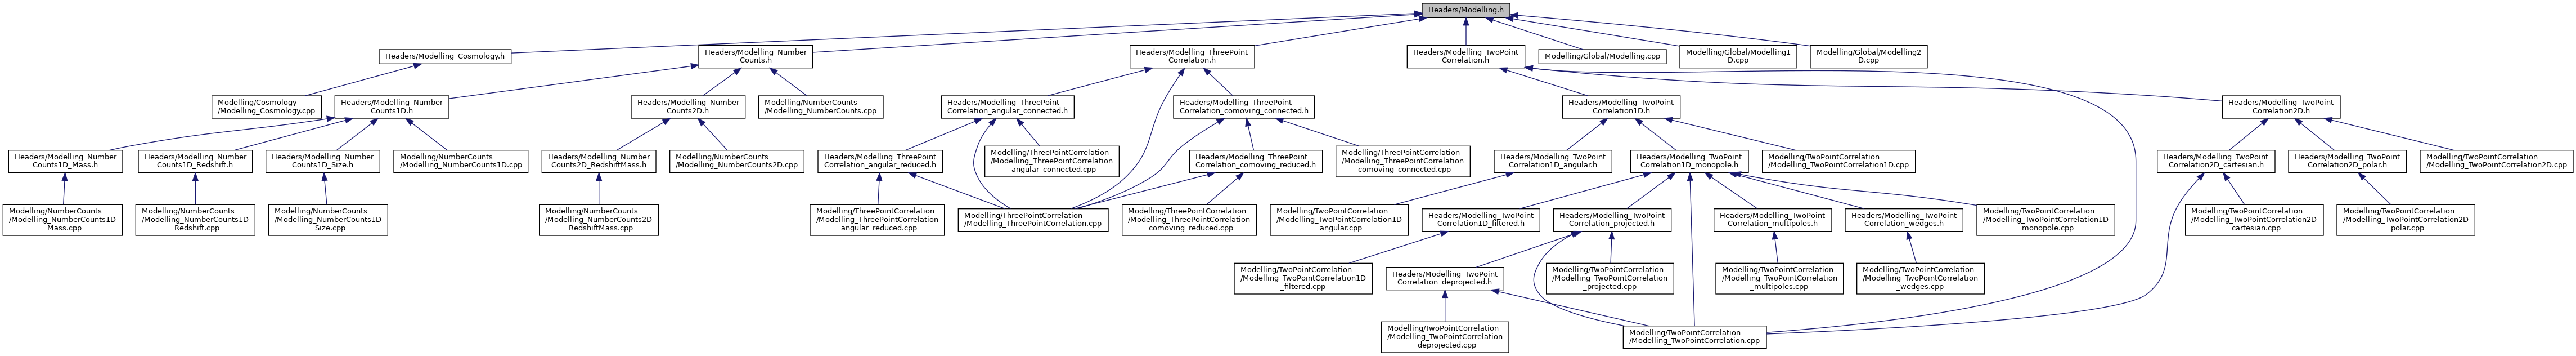 Headers/Modelling.h
Headers/Modelling_Cosmology.h
Headers/Modelling_Number
Counts.h
Headers/Modelling_ThreePoint
Correlation.h
Headers/Modelling_TwoPoint
Correlation.h
Modelling/Global/Modelling.cpp
Modelling/Global/Modelling1
D.cpp
Modelling/Global/Modelling2
D.cpp
Modelling/Cosmology
/Modelling_Cosmology.cpp
Headers/Modelling_Number
Counts1D.h
Headers/Modelling_Number
Counts2D.h
Modelling/NumberCounts
/Modelling_NumberCounts.cpp
Headers/Modelling_ThreePoint
Correlation_angular_connected.h
Headers/Modelling_ThreePoint
Correlation_comoving_connected.h
Headers/Modelling_TwoPoint
Correlation1D.h
Headers/Modelling_TwoPoint
Correlation2D.h
Headers/Modelling_Number
Counts1D_Mass.h
Headers/Modelling_Number
Counts1D_Redshift.h
Headers/Modelling_Number
Counts1D_Size.h
Modelling/NumberCounts
/Modelling_NumberCounts1D.cpp
Headers/Modelling_Number
Counts2D_RedshiftMass.h
Modelling/NumberCounts
/Modelling_NumberCounts2D.cpp
Headers/Modelling_ThreePoint
Correlation_angular_reduced.h
Modelling/ThreePointCorrelation
/Modelling_ThreePointCorrelation
_angular_connected.cpp
Headers/Modelling_ThreePoint
Correlation_comoving_reduced.h
Modelling/ThreePointCorrelation
/Modelling_ThreePointCorrelation
_comoving_connected.cpp
Headers/Modelling_TwoPoint
Correlation1D_angular.h
Headers/Modelling_TwoPoint
Correlation1D_monopole.h
Modelling/TwoPointCorrelation
/Modelling_TwoPointCorrelation1D.cpp
Headers/Modelling_TwoPoint
Correlation2D_cartesian.h
Headers/Modelling_TwoPoint
Correlation2D_polar.h
Modelling/TwoPointCorrelation
/Modelling_TwoPointCorrelation2D.cpp
Modelling/NumberCounts
/Modelling_NumberCounts1D
_Mass.cpp
Modelling/NumberCounts
/Modelling_NumberCounts1D
_Redshift.cpp
Modelling/NumberCounts
/Modelling_NumberCounts1D
_Size.cpp
Modelling/NumberCounts
/Modelling_NumberCounts2D
_RedshiftMass.cpp
Modelling/ThreePointCorrelation
/Modelling_ThreePointCorrelation
_angular_reduced.cpp
Modelling/ThreePointCorrelation
/Modelling_ThreePointCorrelation.cpp
Modelling/ThreePointCorrelation
/Modelling_ThreePointCorrelation
_comoving_reduced.cpp
Modelling/TwoPointCorrelation
/Modelling_TwoPointCorrelation1D
_angular.cpp
Headers/Modelling_TwoPoint
Correlation1D_filtered.h
Headers/Modelling_TwoPoint
Correlation_projected.h
Headers/Modelling_TwoPoint
Correlation_multipoles.h
Headers/Modelling_TwoPoint
Correlation_wedges.h
Modelling/TwoPointCorrelation
/Modelling_TwoPointCorrelation1D
_monopole.cpp
Modelling/TwoPointCorrelation
/Modelling_TwoPointCorrelation2D
_cartesian.cpp
Modelling/TwoPointCorrelation
/Modelling_TwoPointCorrelation2D
_polar.cpp
Modelling/TwoPointCorrelation
/Modelling_TwoPointCorrelation1D
_filtered.cpp
Headers/Modelling_TwoPoint
Correlation_deprojected.h
Modelling/TwoPointCorrelation
/Modelling_TwoPointCorrelation
_projected.cpp
Modelling/TwoPointCorrelation
/Modelling_TwoPointCorrelation
_multipoles.cpp
Modelling/TwoPointCorrelation
/Modelling_TwoPointCorrelation
_wedges.cpp
Modelling/TwoPointCorrelation
/Modelling_TwoPointCorrelation
_deprojected.cpp
Modelling/TwoPointCorrelation
/Modelling_TwoPointCorrelation.cpp